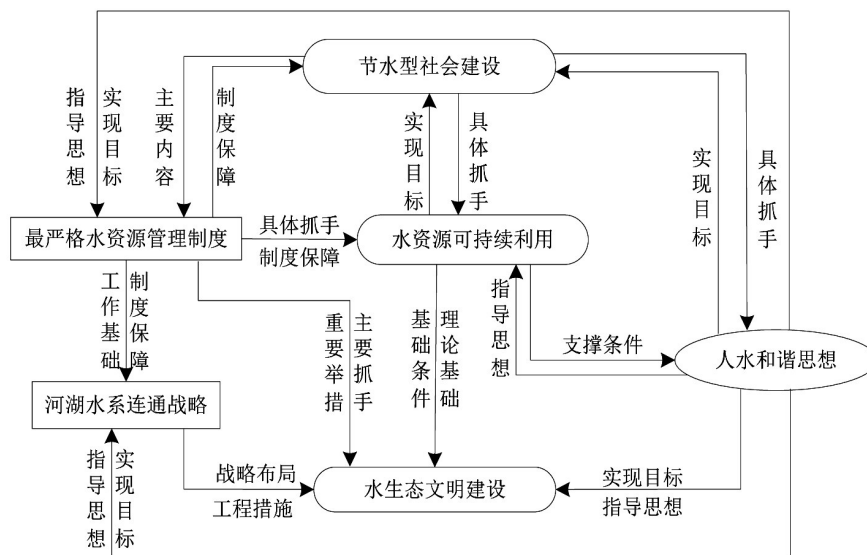 节水型社会建设
指导思想
实现目标
主要内容
制度保障
实现目标
具体抓手
实现目标
具体抓手
最严格水资源管理制度
具体抓手
制度保障
水资源可持续利用
工作基础
制度保障
重要举措
主要抓手
基础条件
理论基础
指导思想
支撑条件
人水和谐思想
河湖水系连通战略
战略布局
工程措施
水生态文明建设
实现目标
指导思想
指导思想
实现目标